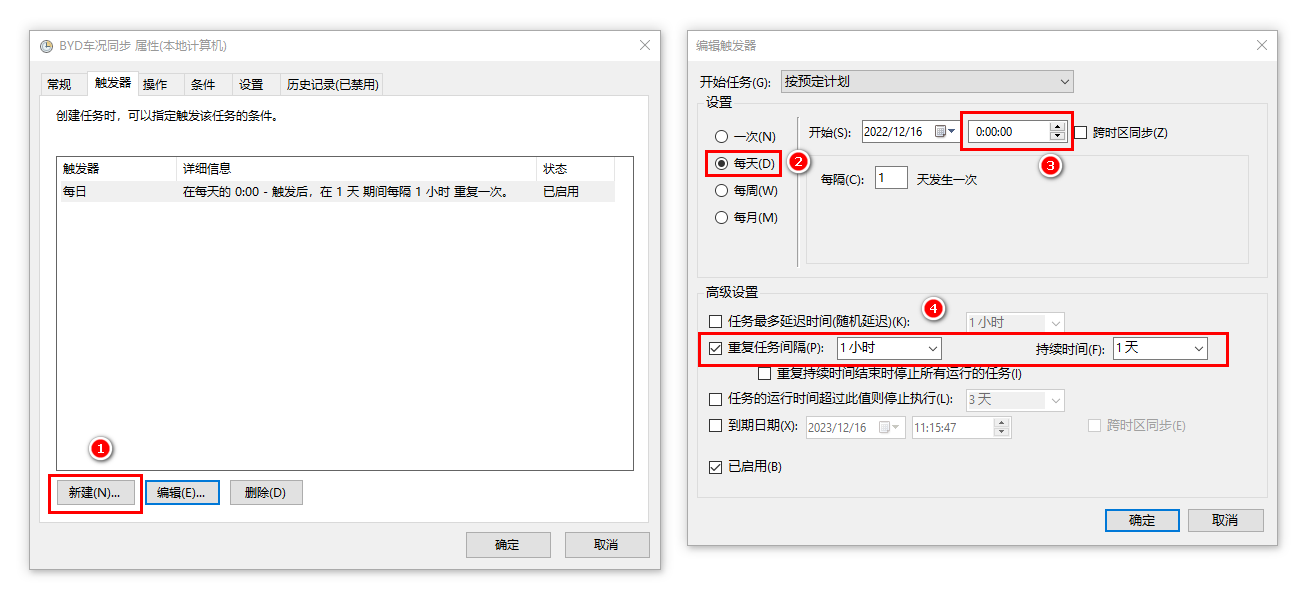 BYD车况同步 属性(本地计算机)
常规 触发器 操作 条件 设置 历史记录(已禁用)
创建任务时，可以指定触发该任务的条件。
触发器 详细信息 状态
每日 在每天的 0:00 - 触发后，在 1 天 期间每隔 1 小时 重复一次。 已启用
1
新建(N)... 编辑(E)... 删除(D)
确定 取消
编辑触发器
开始任务(G): 按预定计划
设置
一次(N)
每天(D)
每周(W)
每月(M)
2
开始(S): 2022/12/16 0:00:00 跨时区同步(Z)
3
每隔(C): 1 天发生一次
高级设置
4
任务最多延迟时间(随机延迟)(K): 1 小时
重复任务间隔(P): 1 小时 持续时间(F): 1 天
重复持续时间结束时停止所有运行的任务(I)
任务的运行时间超过此值则停止执行(L): 3 天
到期日期(X): 2023/12/16 11:15:47 跨时区同步(E)
已启用(B)
确定 取消